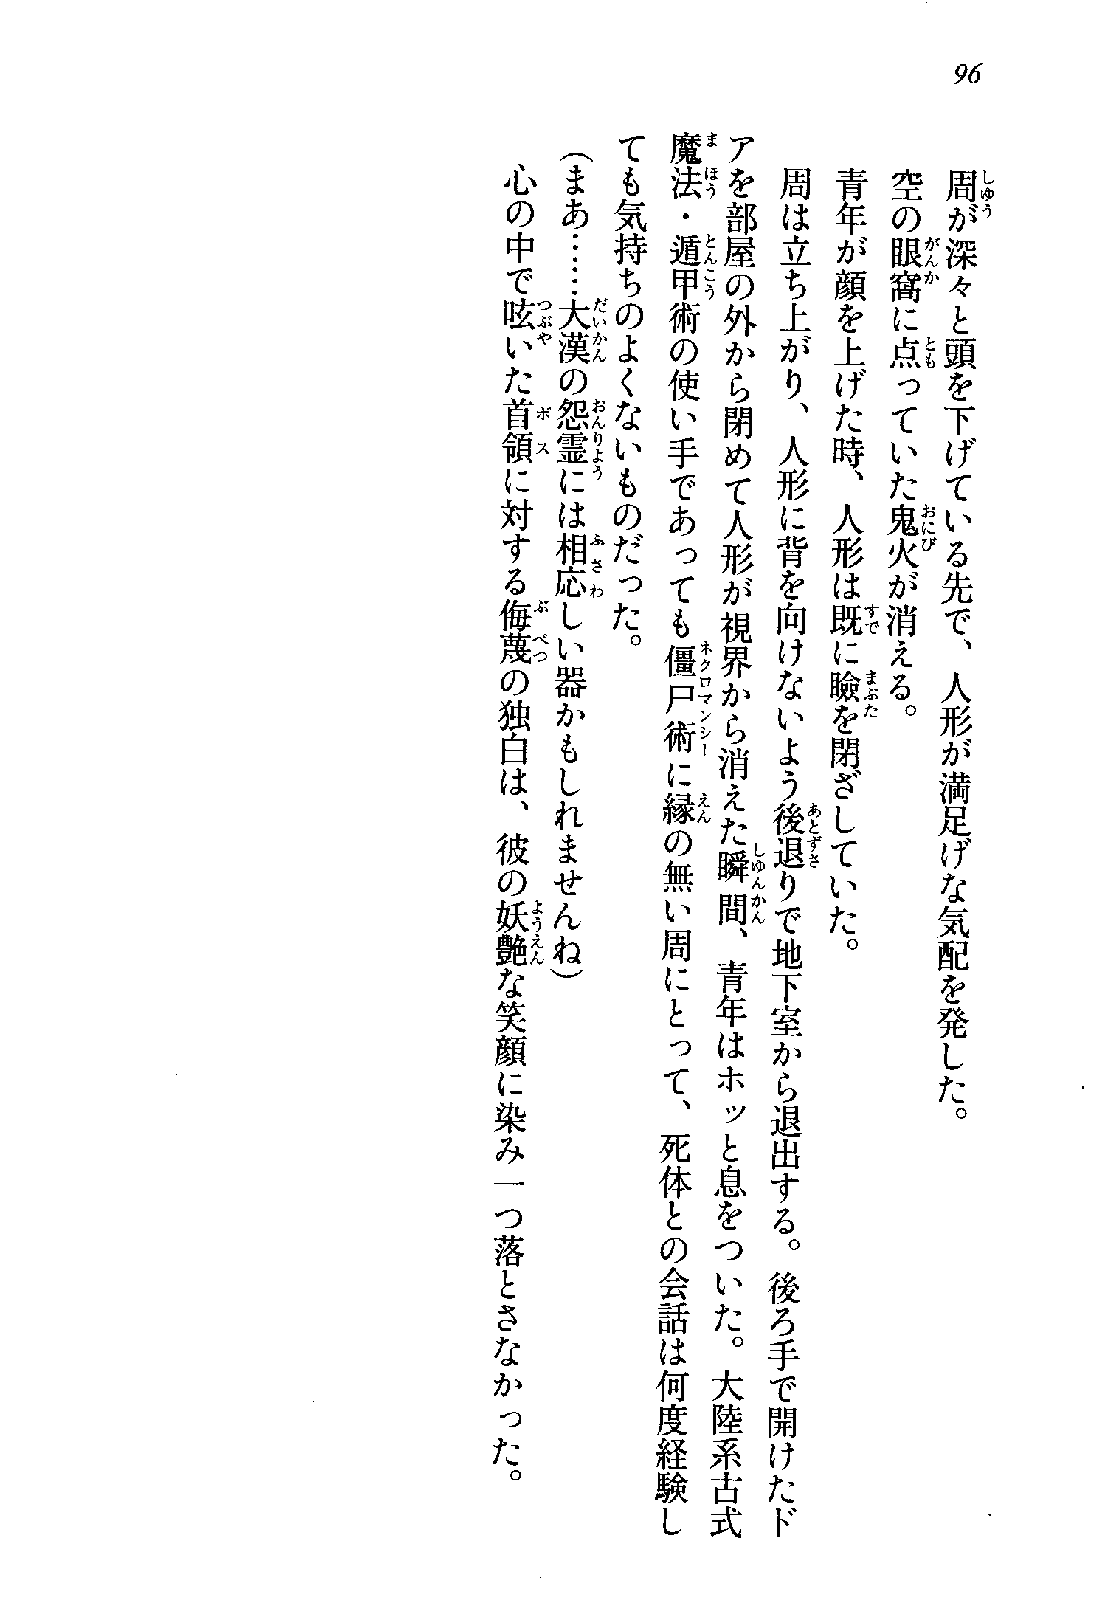 96
周が深々と頭を下げている先で、人形が満足げな気配を発した。
空の眼窩に点っていた鬼火が消える。
青年が顔を上げた時、人形は既に瞼を閉ざしていた。
周は立ち上がり、人形に背を向けないよう後退りで地下室から退出する。後ろ手で開けたド
アを部屋の外から閉めて人形が視界から消えた瞬間、青年はホッと息をついた。大陸系古式
魔法・遁甲術の使い手であっても僵尸術に縁の無い周にとって、死体との会話は何度経験し
ても気持ちのよくないものだった。
(まあ……大漢の怨霊には相応しい器かもしれませんね)
心の中で呟いた首領に対する侮蔑の独白は、彼の妖艶な笑顔に染み一つ落とさなかった。